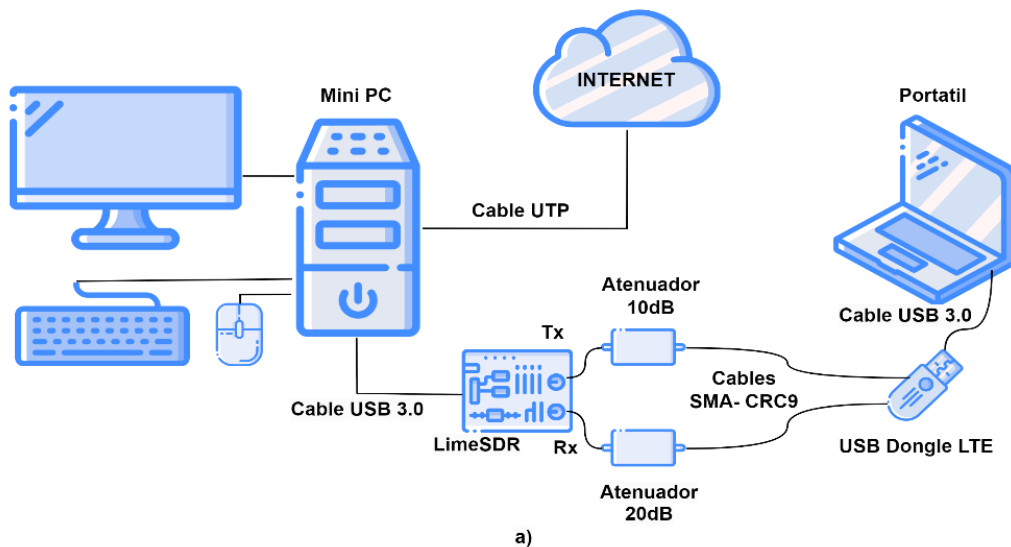 INTERNET
Mini PC
Portatil
Cable UTP
Atenuador
10dB
Cable USB 3.0
Tx
Cables
SMA- CRC9
Cable USB 3.0
LimeSDR
Rx
USB Dongle LTE
Atenuador
20dB
a)